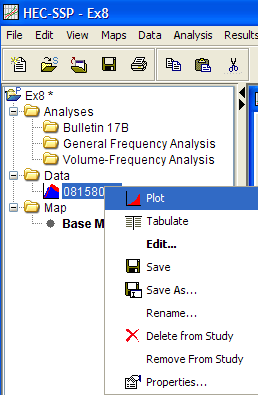 HEC-SSP - Ex8
File Edit View Maps Data Analysis Results
Ex8 *
Analyses
Bulletin 17B
General Frequency Analysis
Volume-Frequency Analysis
Data
081580
Map
Base M
Plot
Tabulate
Edit...
Save
Save As...
Rename...
Delete from Study
Remove From Study
Properties...